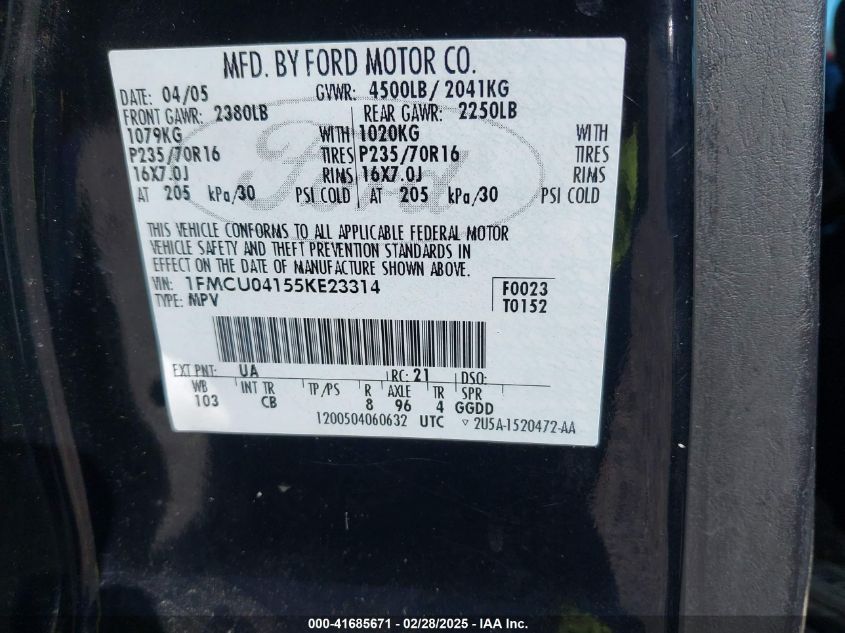 MFD. BY FORD MOTOR CO.
DATE: 04/05 GVWR: 4500LB / 2041KG
FRONT GAWR: 2380LB REAR GAWR: 2250LB
1079KG WITH 1020KG WITH
P235/70R16 TIRES P235/70R16 TIRES
16X7.0J RIMS 16X7.0J RIMS
AT 205 kPa/30 PSI COLD AT 205 kPa/30 PSI COLD
Ford
THIS VEHICLE CONFORMS TO ALL APPLICABLE FEDERAL MOTOR
VEHICLE SAFETY AND THEFT PREVENTION STANDARDS IN
EFFECT ON THE DATE OF MANUFACTURE SHOWN ABOVE.
VIN: 1FMCU04155KE23314 F0023
TYPE: MPV T0152
EXT PNT: UA RC: 21 DSO:
WB INT TR TP/PS R AXLE TR SPR
103 CB 8 96 4 GGDD
1200504060632 UTC ▽ 2U5A-1520472-AA
000-41685671 / 02/28/2025 - IAA Inc.